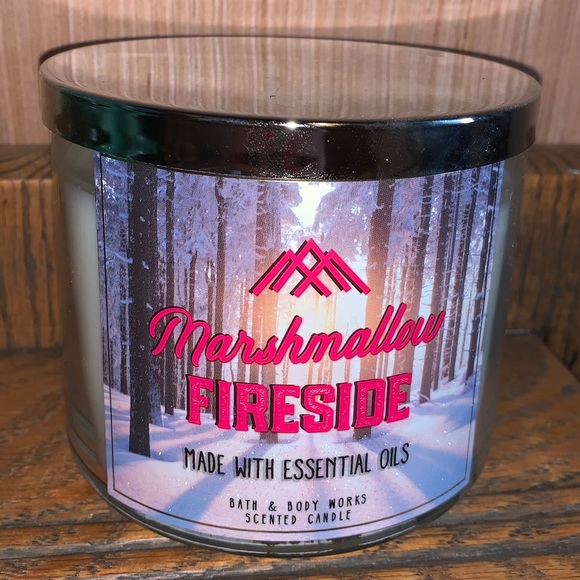 Marshmallow
FIRESIDE
MADE WITH ESSENTIAL OILS
BATH & BODY WORKS
SCENTED CANDLE